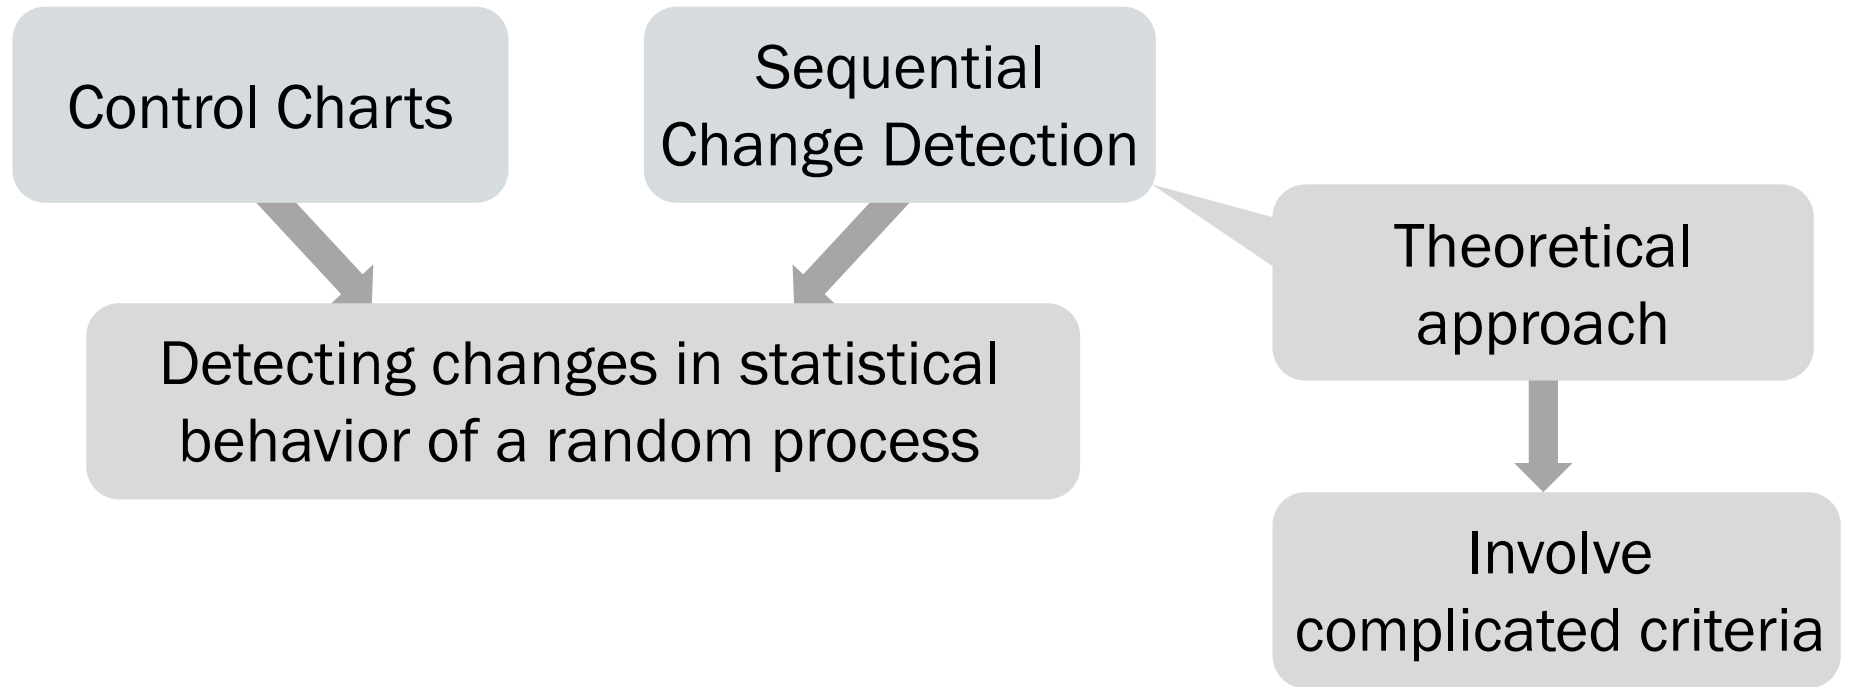 Control Charts
Sequential
Change Detection
Theoretical
approach
Detecting changes in statistical
behavior of a random process
Involve
complicated criteria